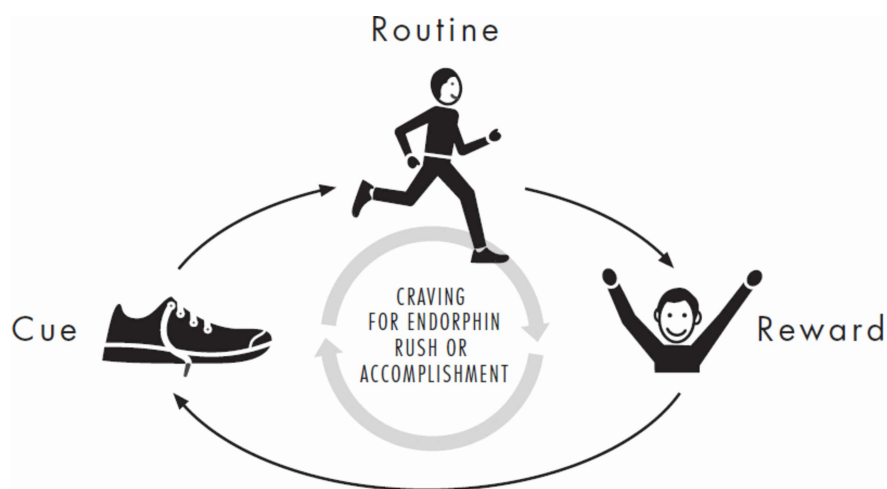 Routine
Cue
CRAVING
FOR ENDORPHIN
RUSH OR
ACCOMPLISHMENT
Reward